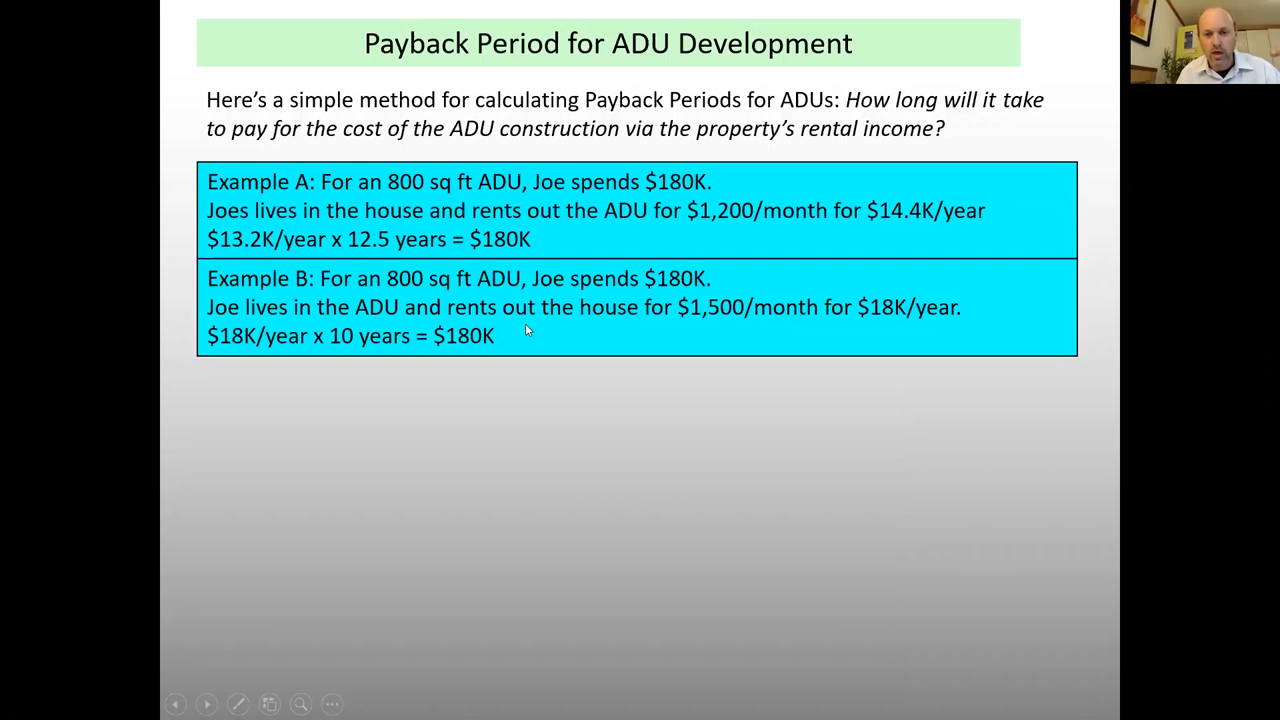 Payback Period for ADU Development
Here's a simple method for calculating Payback Periods for ADUs: How long will it take
to pay for the cost of the ADU construction via the property's rental income?
Example A: For an 800 sq ft ADU, Joe spends $180K.
Joes lives in the house and rents out the ADU for $1,200/month for $14.4K/year
$13.2K/year x 12.5 years = $180K
Example B: For an 800 sq ft ADU, Joe spends $180K.
Joe lives in the ADU and rents out the house for $1,500/month for $18K/year.
$18K/year x 10 years = $180K